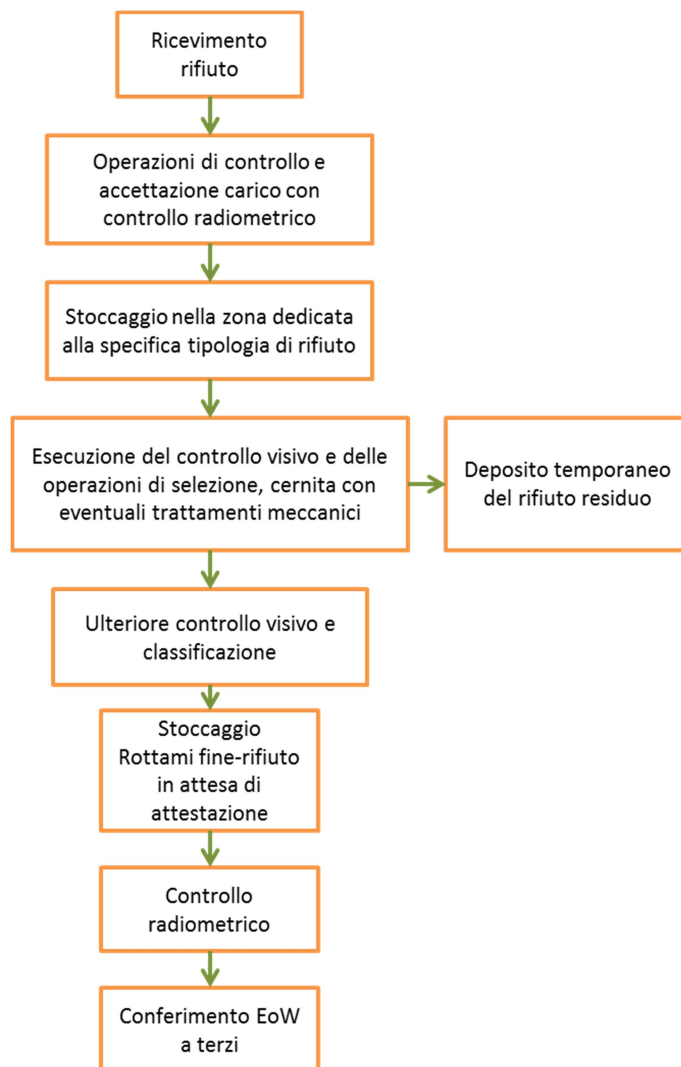 Ricevimento
rifiuto
Operazioni di controllo e
accettazione carico con
controllo radiometrico
Stoccaggio nella zona dedicata
alla specifica tipologia di rifiuto
Esecuzione del controllo visivo e delle
operazioni di selezione, cernita con
eventuali trattamenti meccanici
Deposito temporaneo
del rifiuto residuo
Ulteriore controllo visivo e
classificazione
Stoccaggio
Rottami fine-rifiuto
in attesa di
attestazione
Controllo
radiometrico
Conferimento EoW
a terzi